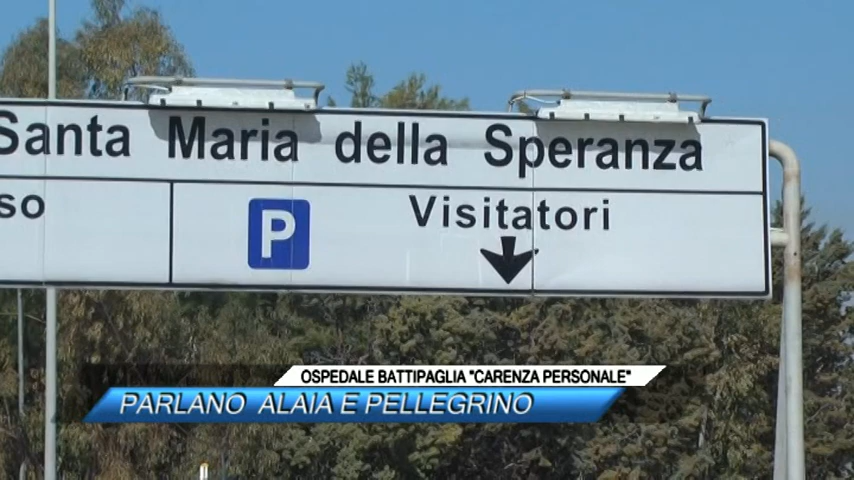 Santa Maria della Speranza
so
P
Visitatori
OSPEDALE BATTIPAGLIA "CARENZA PERSONALE"
PARLANO ALAIA E PELLEGRINO